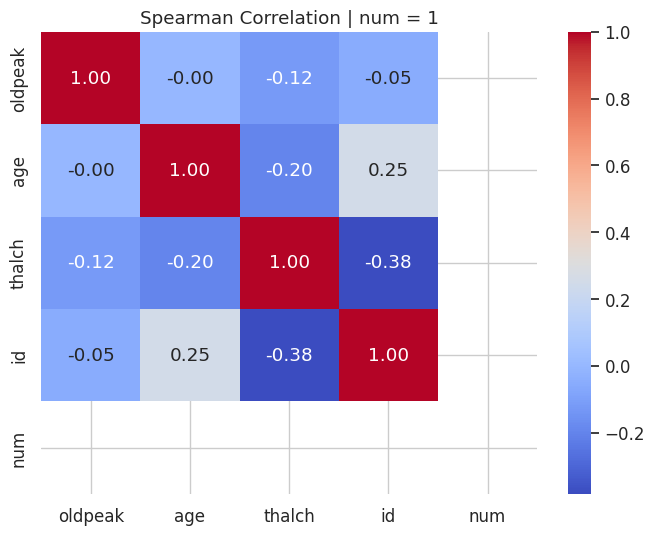 Spearman Correlation | num = 1
oldpeak 1.00 -0.00 -0.12 -0.05
age -0.00 1.00 -0.20 0.25
thalch -0.12 -0.20 1.00 -0.38
id -0.05 0.25 -0.38 1.00
num
oldpeak age thalch id num
1.0
0.8
0.6
0.4
0.2
0.0
−0.2